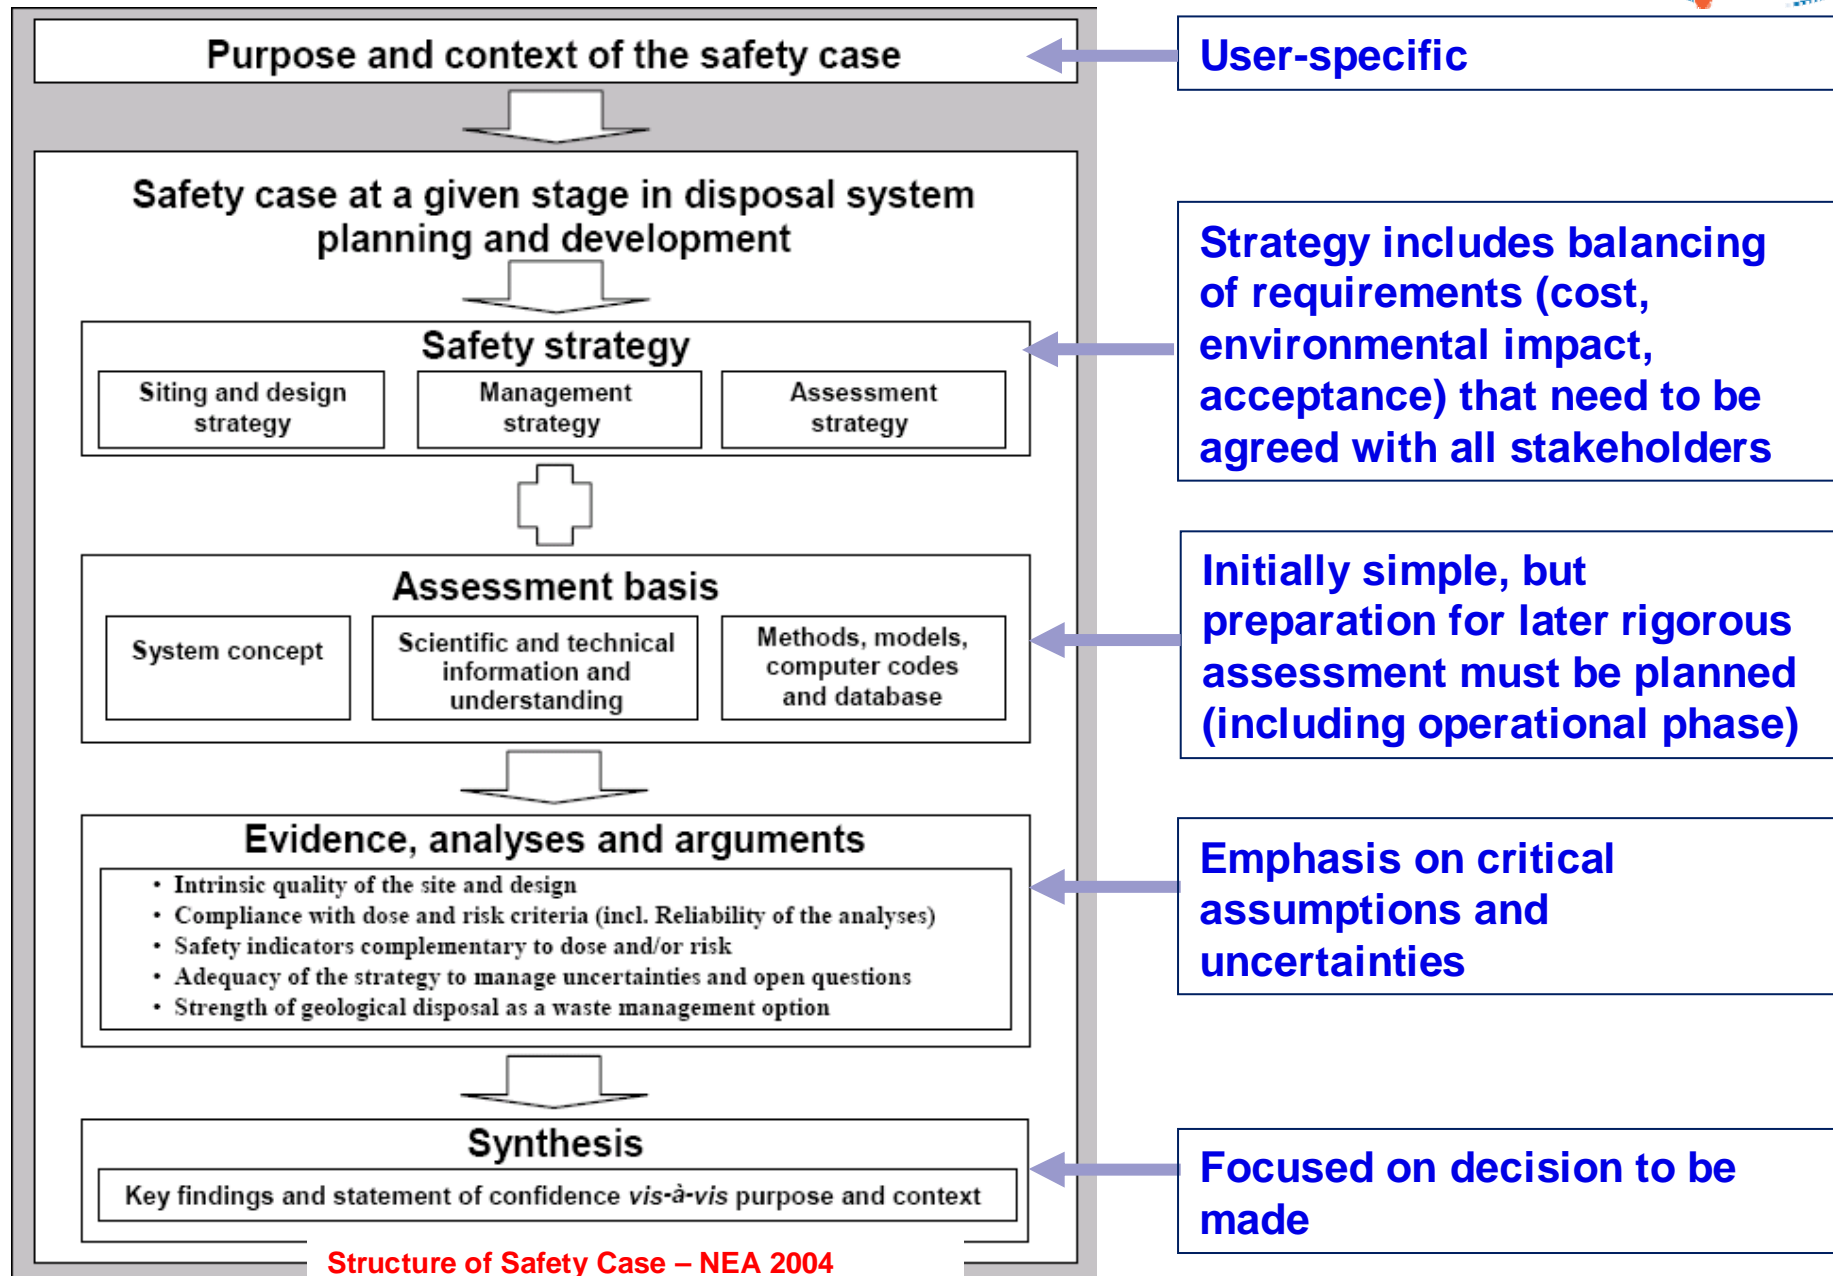 Purpose and context of the safety case
User-specific
Safety case at a given stage in disposal system
planning and development
Safety strategy
Siting and design
strategy
Management
strategy
Assessment
strategy
Strategy includes balancing
of requirements (cost,
environmental impact,
acceptance) that need to be
agreed with all stakeholders
Assessment basis
System concept
Scientific and technical
information and
understanding
Methods, models,
computer codes
and database
Initially simple, but
preparation for later rigorous
assessment must be planned
(including operational phase)
Evidence, analyses and arguments
• Intrinsic quality of the site and design
• Compliance with dose and risk criteria (incl. Reliability of the analyses)
• Safety indicators complementary to dose and/or risk
• Adequacy of the strategy to manage uncertainties and open questions
• Strength of geological disposal as a waste management option
Emphasis on critical
assumptions and
uncertainties
Synthesis
Key findings and statement of confidence vis-à-vis purpose and context
Focused on decision to be
made
Structure of Safety Case – NEA 2004